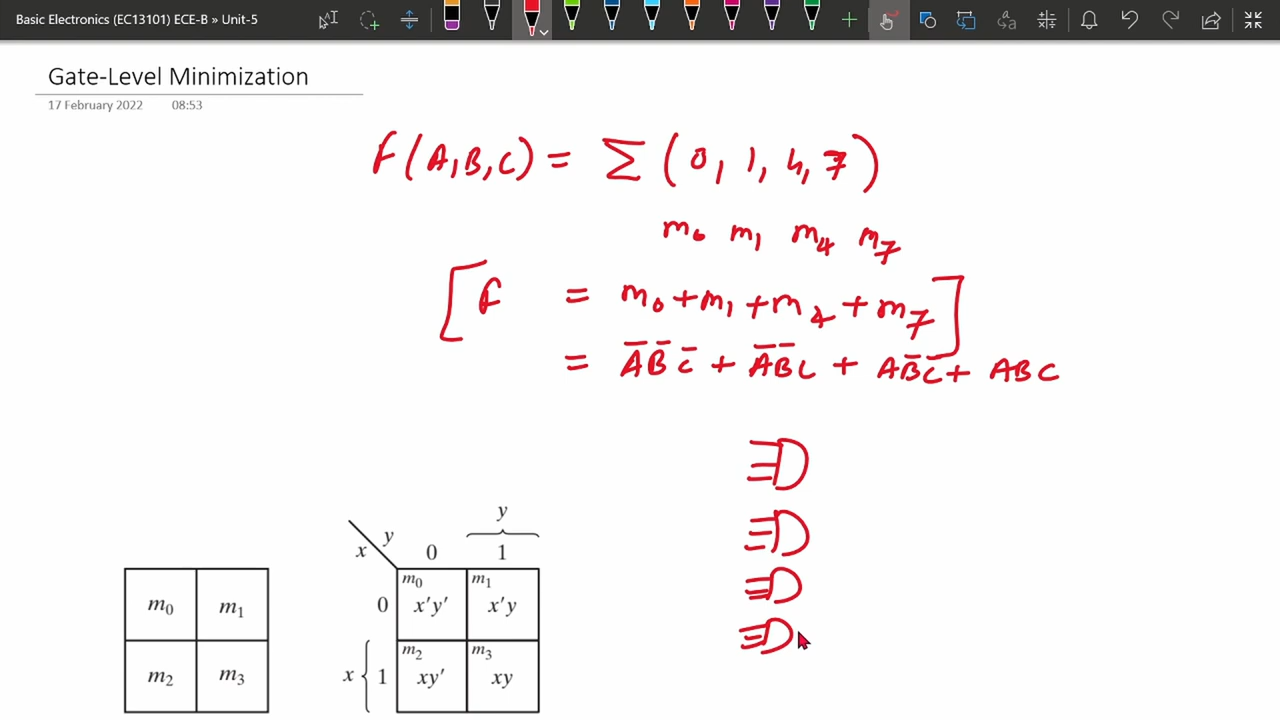 Basic Electronics (EC13101) ECE-B » Unit-5
Gate-Level Minimization
17 February 2022 08:53
F(A,B,C) = Σ (0, 1, 4, 7)
m₀ m₁ m₄ m₇
[F = m₀+m₁+m₄+m₇]
= A̅ B̅ C̅ + A̅ B̅ C + A B̅ C̅ + ABC
y
y
x 0 1
m₀ m₁
0 x'y' x'y
m₀ m₁
m₂ m₃
x 1 xy' xy
m₂ m₃